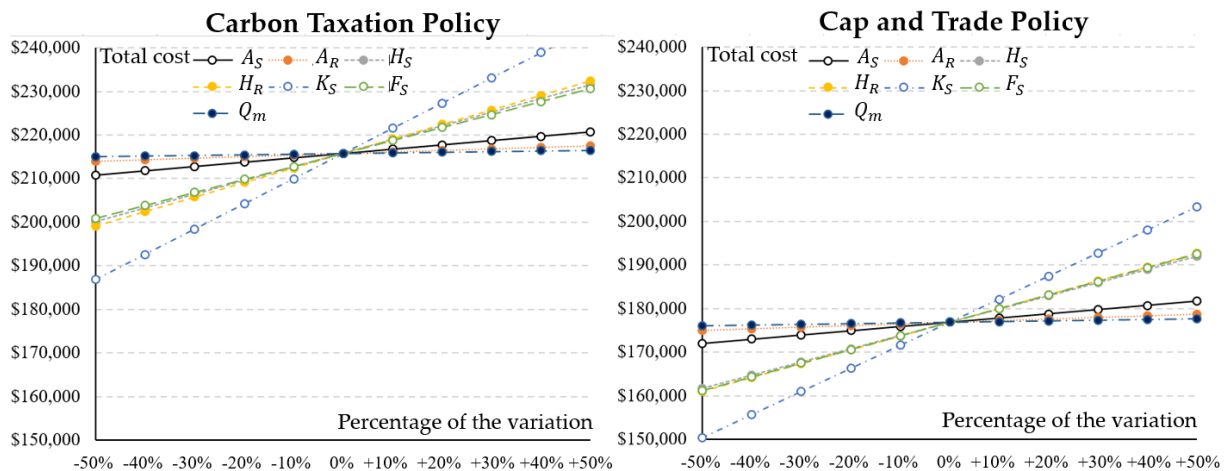 Carbon Taxation Policy
$240,000
$230,000
$220,000
$210,000
$200,000
$190,000
$180,000
$170,000
$160,000
$150,000
Total cost
A_S
A_R
H_S
H_R
K_S
F_S
Q_m
Percentage of the variation
-50% -40% -30% -20% -10% 0% +10% +20% +30% +40% +50%
Cap and Trade Policy
$240,000
$230,000
$220,000
$210,000
$200,000
$190,000
$180,000
$170,000
$160,000
$150,000
Total cost
A_S
A_R
H_S
H_R
K_S
F_S
Q_m
Percentage of the variation
-50% -40% -30% -20% -10% 0% +10% +20% +30% +40% +50%